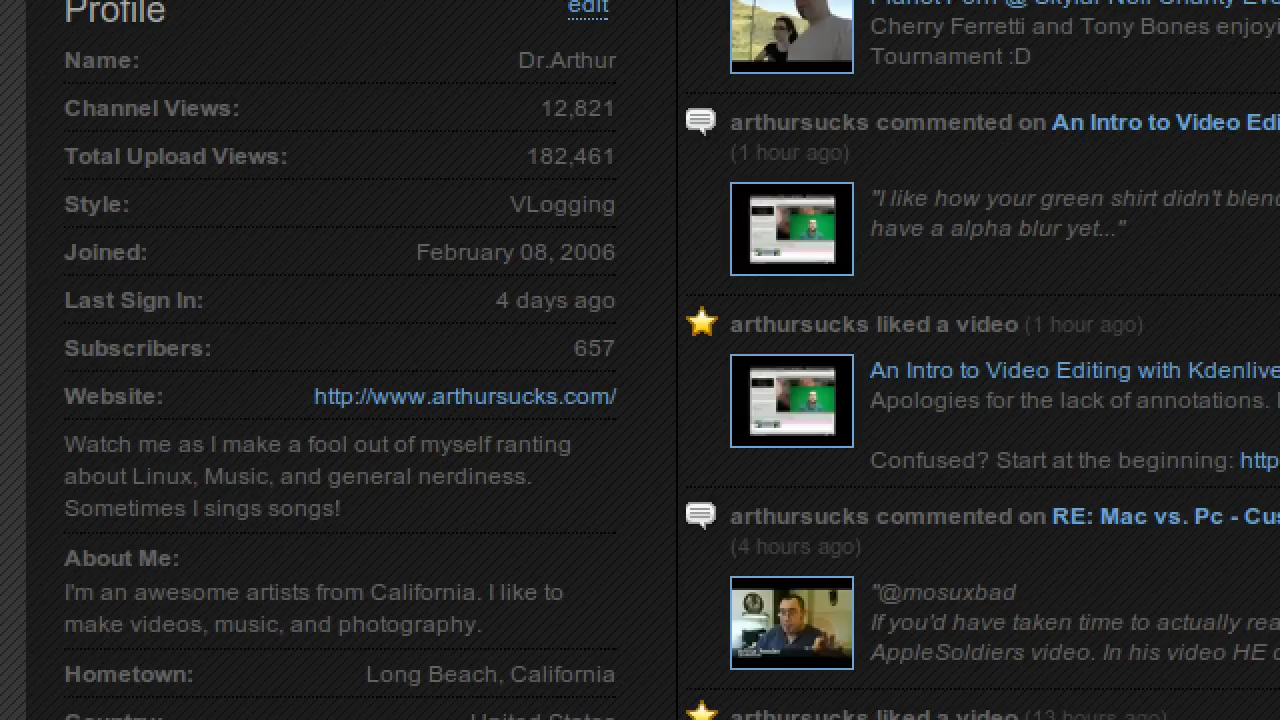 Profile edit
Name: Dr.Arthur
Channel Views: 12,821
Total Upload Views: 182,461
Style: VLogging
Joined: February 08, 2006
Last Sign In: 4 days ago
Subscribers: 657
Website: http://www.arthursucks.com/
Watch me as I make a fool out of myself ranting
about Linux, Music, and general nerdiness.
Sometimes I sings songs!
About Me:
I'm an awesome artists from California. I like to
make videos, music, and photography.
Hometown: Long Beach, California
Country: United States
Cherry Ferretti and Tony Bones
Tournament :D
arthursucks commented on An Intro to Video
(1 hour ago)
"I like how your green shirt didn't
have a alpha blur yet..."
arthursucks liked a video (1 hour ago)
An Intro to Video Editing with Kdenlive
Apologies for the lack of annotations.
Confused? Start at the beginning: http
arthursucks commented on RE: Mac vs. Pc -
(4 hours ago)
"@mosuxbad
If you'd have taken time to actually
AppleSoldiers video. In his video HE
arthursucks liked a video (13 hours ago)